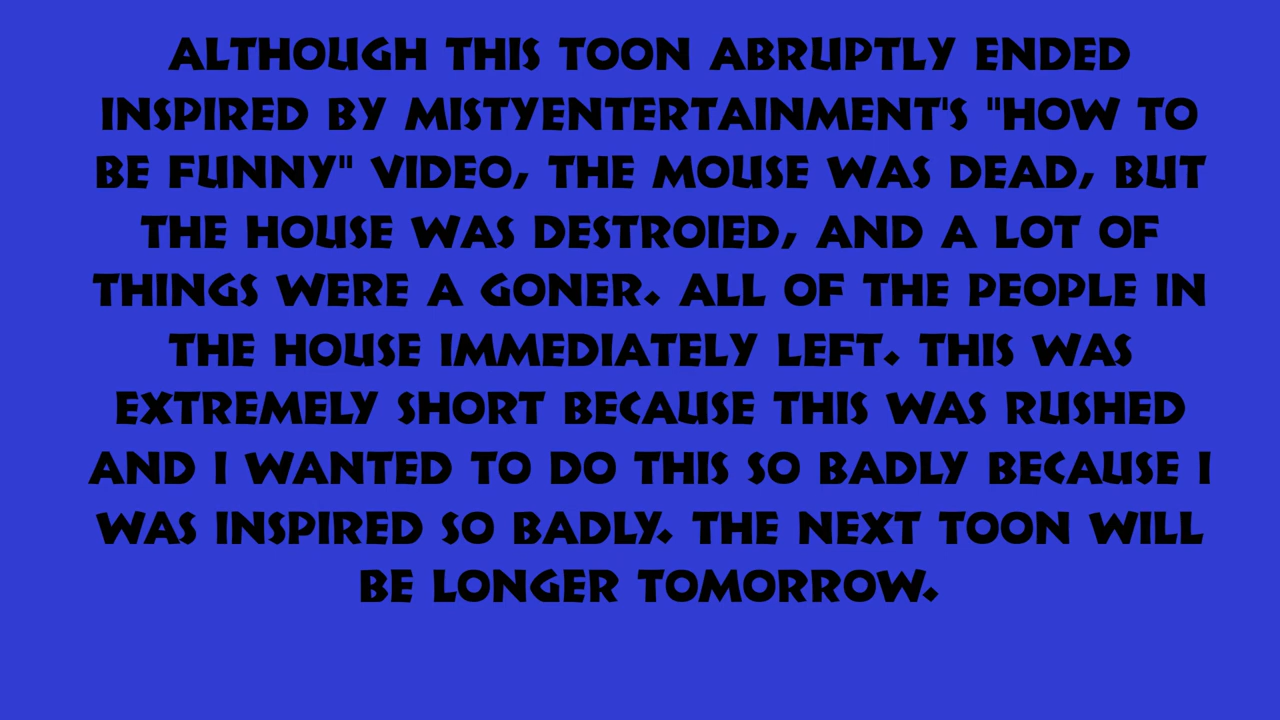 ALTHOUGH THIS TOON ABRUPTLY ENDED
INSPIRED BY MISTYENTERTAINMENT'S "HOW TO
BE FUNNY" VIDEO, THE MOUSE WAS DEAD, BUT
THE HOUSE WAS DESTROIED, AND A LOT OF
THINGS WERE A GONER. ALL OF THE PEOPLE IN
THE HOUSE IMMEDIATELY LEFT. THIS WAS
EXTREMELY SHORT BECAUSE THIS WAS RUSHED
AND I WANTED TO DO THIS SO BADLY BECAUSE I
WAS INSPIRED SO BADLY. THE NEXT TOON WILL
BE LONGER TOMORROW.